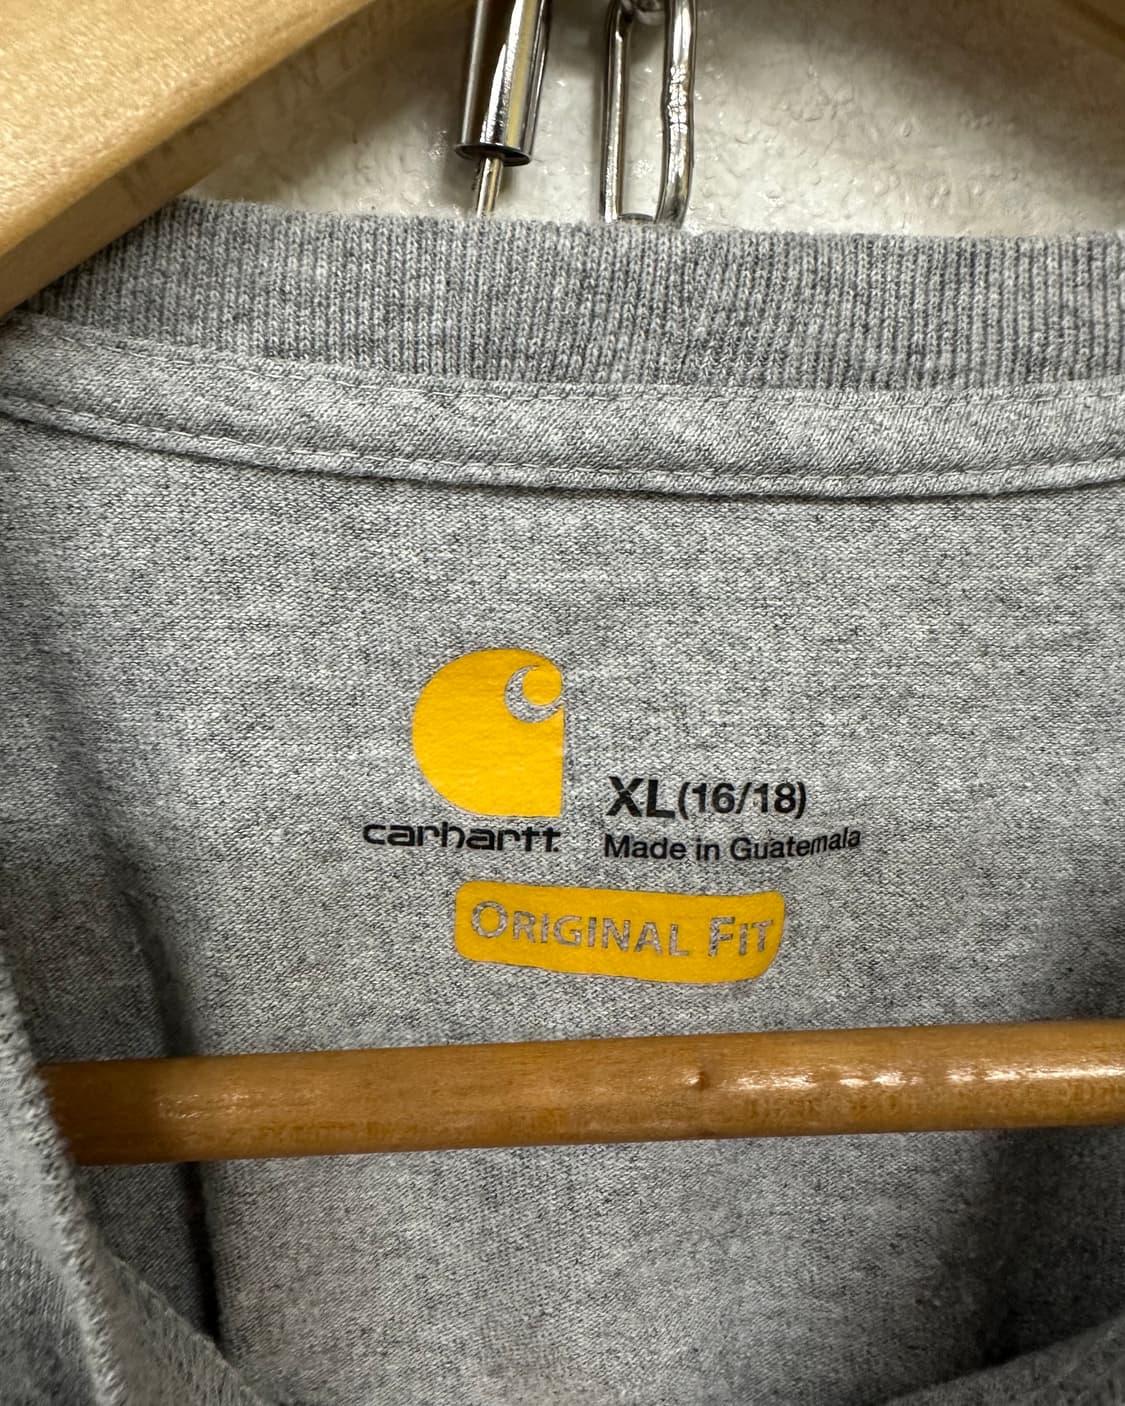 carhartt
XL(16/18)
Made in Guatemala
ORIGINAL FIT